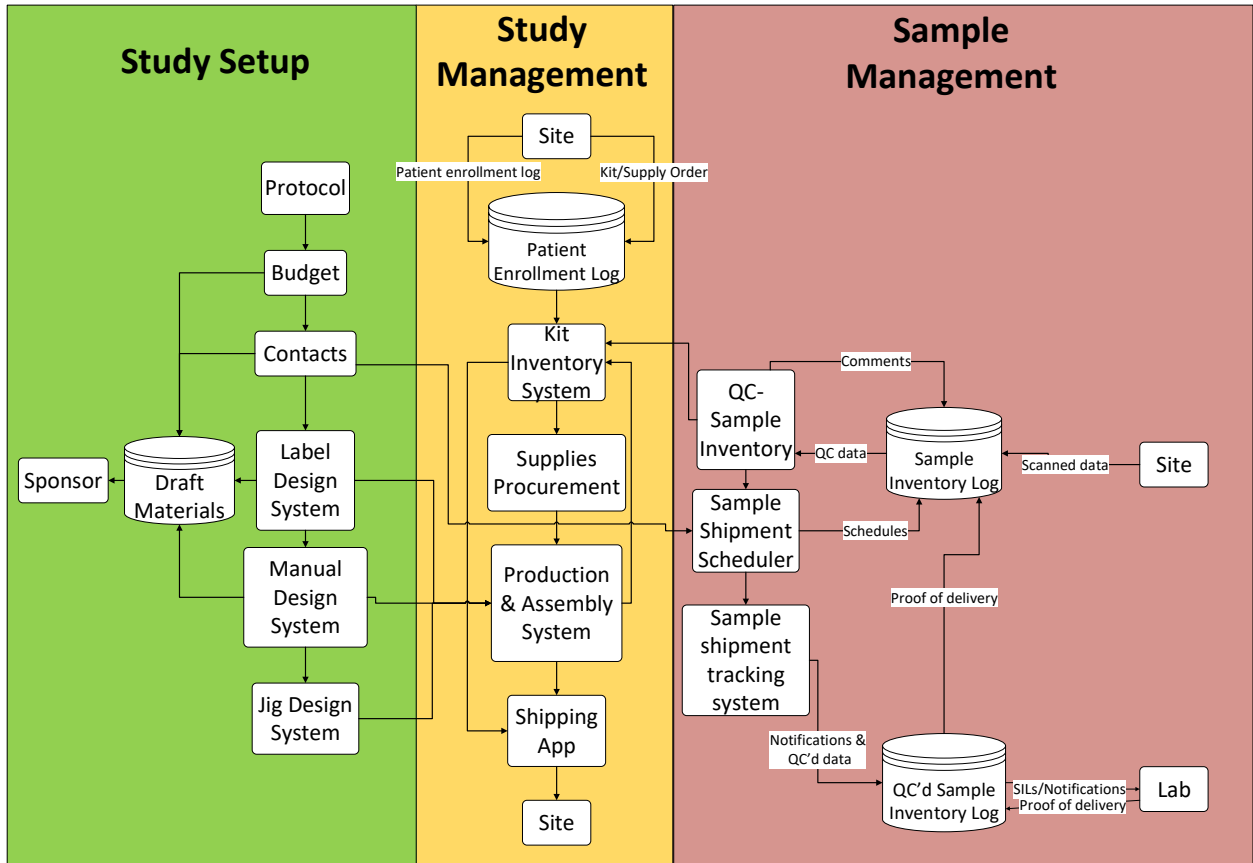 Study Setup
Study
Management
Sample
Management
Site
Patient enrollment log
Kit/Supply Order
Protocol
Patient
Enrollment Log
Budget
Contacts
Kit
Inventory
System
Comments
QC-
Sample
Inventory
QC data
Sample
Inventory Log
Scanned data
Site
Sponsor
Draft
Materials
Label
Design
System
Supplies
Procurement
Sample
Shipment
Scheduler
Schedules
Manual
Design
System
Production
& Assembly
System
Proof of delivery
Sample
shipment
tracking
system
Jig Design
System
Shipping
App
Notifications &
QC'd data
QC'd Sample
Inventory Log
SILs/Notifications
Proof of delivery
Lab
Site